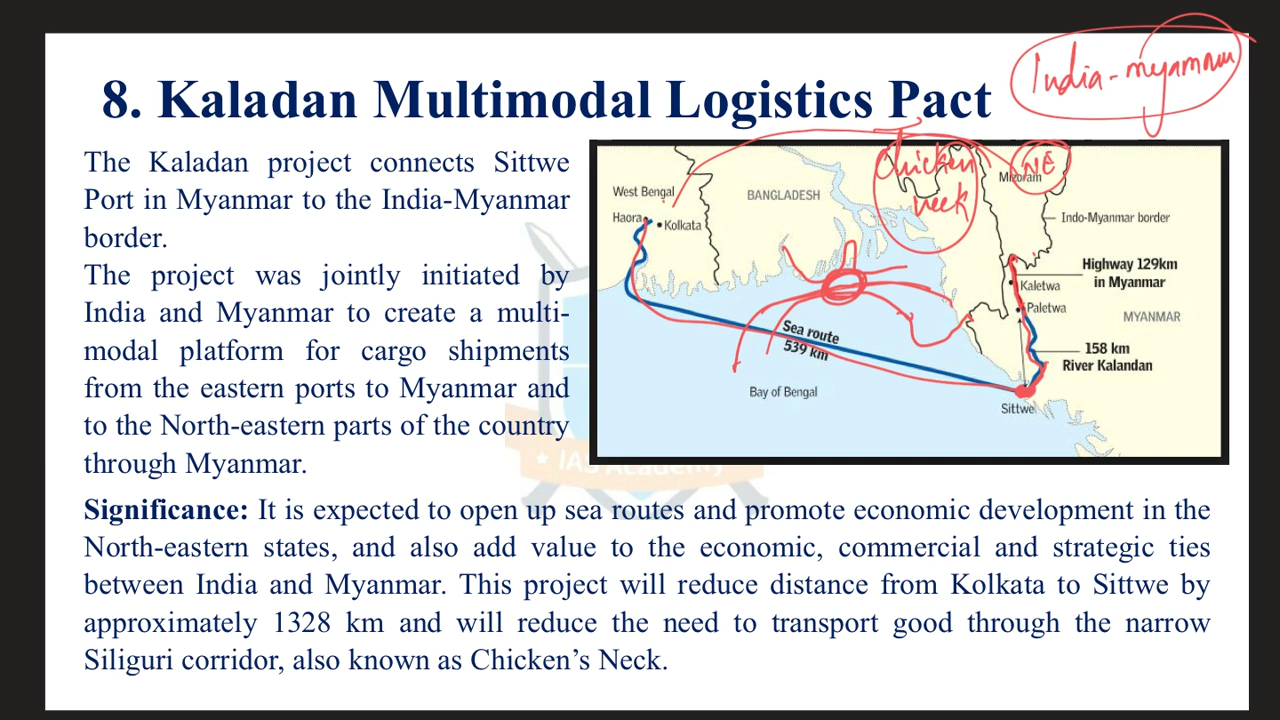 India-myanmar
8. Kaladan Multimodal Logistics Pact
The Kaladan project connects Sittwe
Port in Myanmar to the India-Myanmar
border.
The project was jointly initiated by
India and Myanmar to create a multi-
modal platform for cargo shipments
from the eastern ports to Myanmar and
to the North-eastern parts of the country
through Myanmar.
Chicken
neck
NE
Mizoram
West Bengal
BANGLADESH
Haora
Kolkata
Indo-Myanmar border
Highway 129km
in Myanmar
Kaletwa
Paletwa
MYANMAR
Sea route
539 km
158 km
River Kalandan
Bay of Bengal
Sittwe
IAS Academy
Significance: It is expected to open up sea routes and promote economic development in the
North-eastern states, and also add value to the economic, commercial and strategic ties
between India and Myanmar. This project will reduce distance from Kolkata to Sittwe by
approximately 1328 km and will reduce the need to transport good through the narrow
Siliguri corridor, also known as Chicken’s Neck.